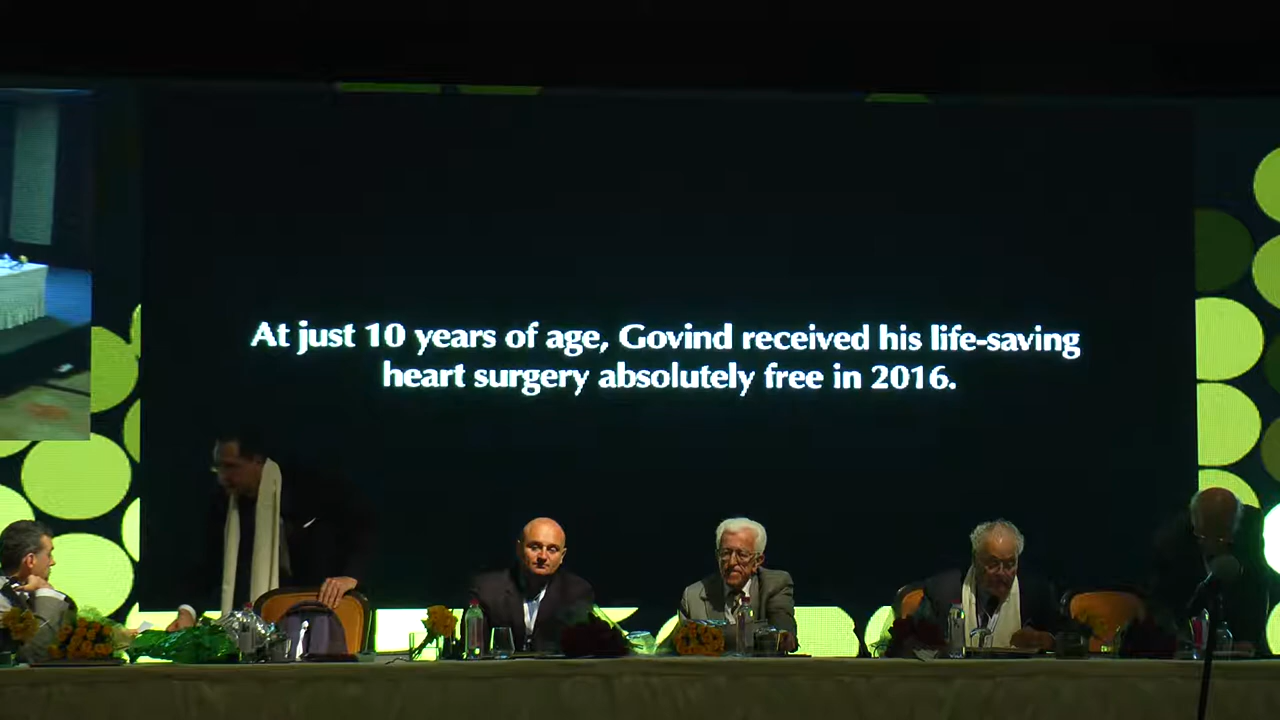 At just 10 years of age, Govind received his life-saving
heart surgery absolutely free in 2016.